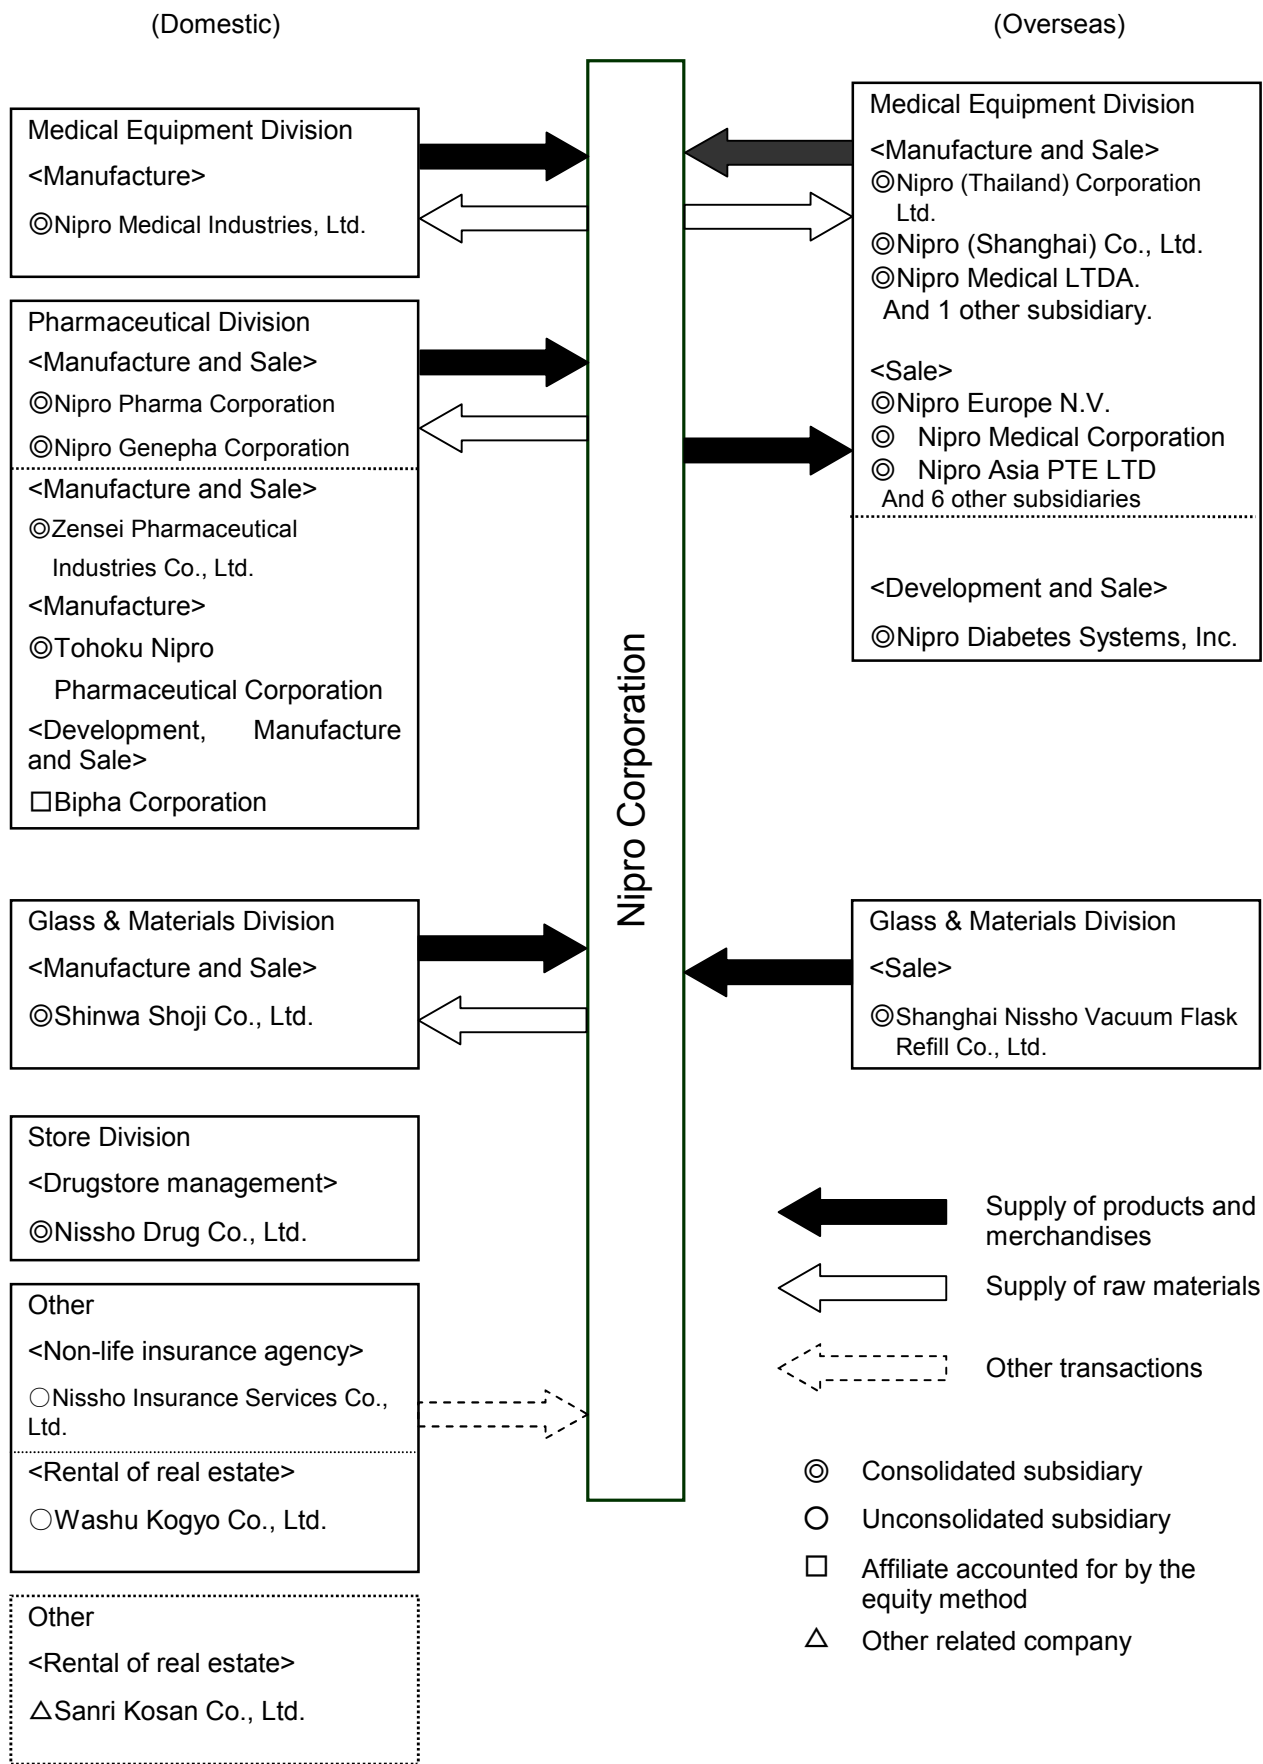 (Domestic)
(Overseas)
Medical Equipment Division
<Manufacture>
◎Nipro Medical Industries, Ltd.
Pharmaceutical Division
<Manufacture and Sale>
◎Nipro Pharma Corporation
◎Nipro Genepha Corporation
<Manufacture and Sale>
◎Zensei Pharmaceutical
Industries Co., Ltd.
<Manufacture>
◎Tohoku Nipro
Pharmaceutical Corporation
<Development, Manufacture
and Sale>
□Bipha Corporation
Glass & Materials Division
<Manufacture and Sale>
◎Shinwa Shoji Co., Ltd.
Store Division
<Drugstore management>
◎Nissho Drug Co., Ltd.
Other
<Non-life insurance agency>
○Nissho Insurance Services Co.,
Ltd.
<Rental of real estate>
○Washu Kogyo Co., Ltd.
Other
<Rental of real estate>
△Sanri Kosan Co., Ltd.
Nipro Corporation
Medical Equipment Division
<Manufacture and Sale>
◎Nipro (Thailand) Corporation
Ltd.
◎Nipro (Shanghai) Co., Ltd.
◎Nipro Medical LTDA.
And 1 other subsidiary.
<Sale>
◎Nipro Europe N.V.
◎ Nipro Medical Corporation
◎ Nipro Asia PTE LTD
And 6 other subsidiaries
<Development and Sale>
◎Nipro Diabetes Systems, Inc.
Glass & Materials Division
<Sale>
◎Shanghai Nissho Vacuum Flask
Refill Co., Ltd.
Supply of products and
merchandises
Supply of raw materials
Other transactions
◎ Consolidated subsidiary
○ Unconsolidated subsidiary
□ Affiliate accounted for by the
equity method
△ Other related company